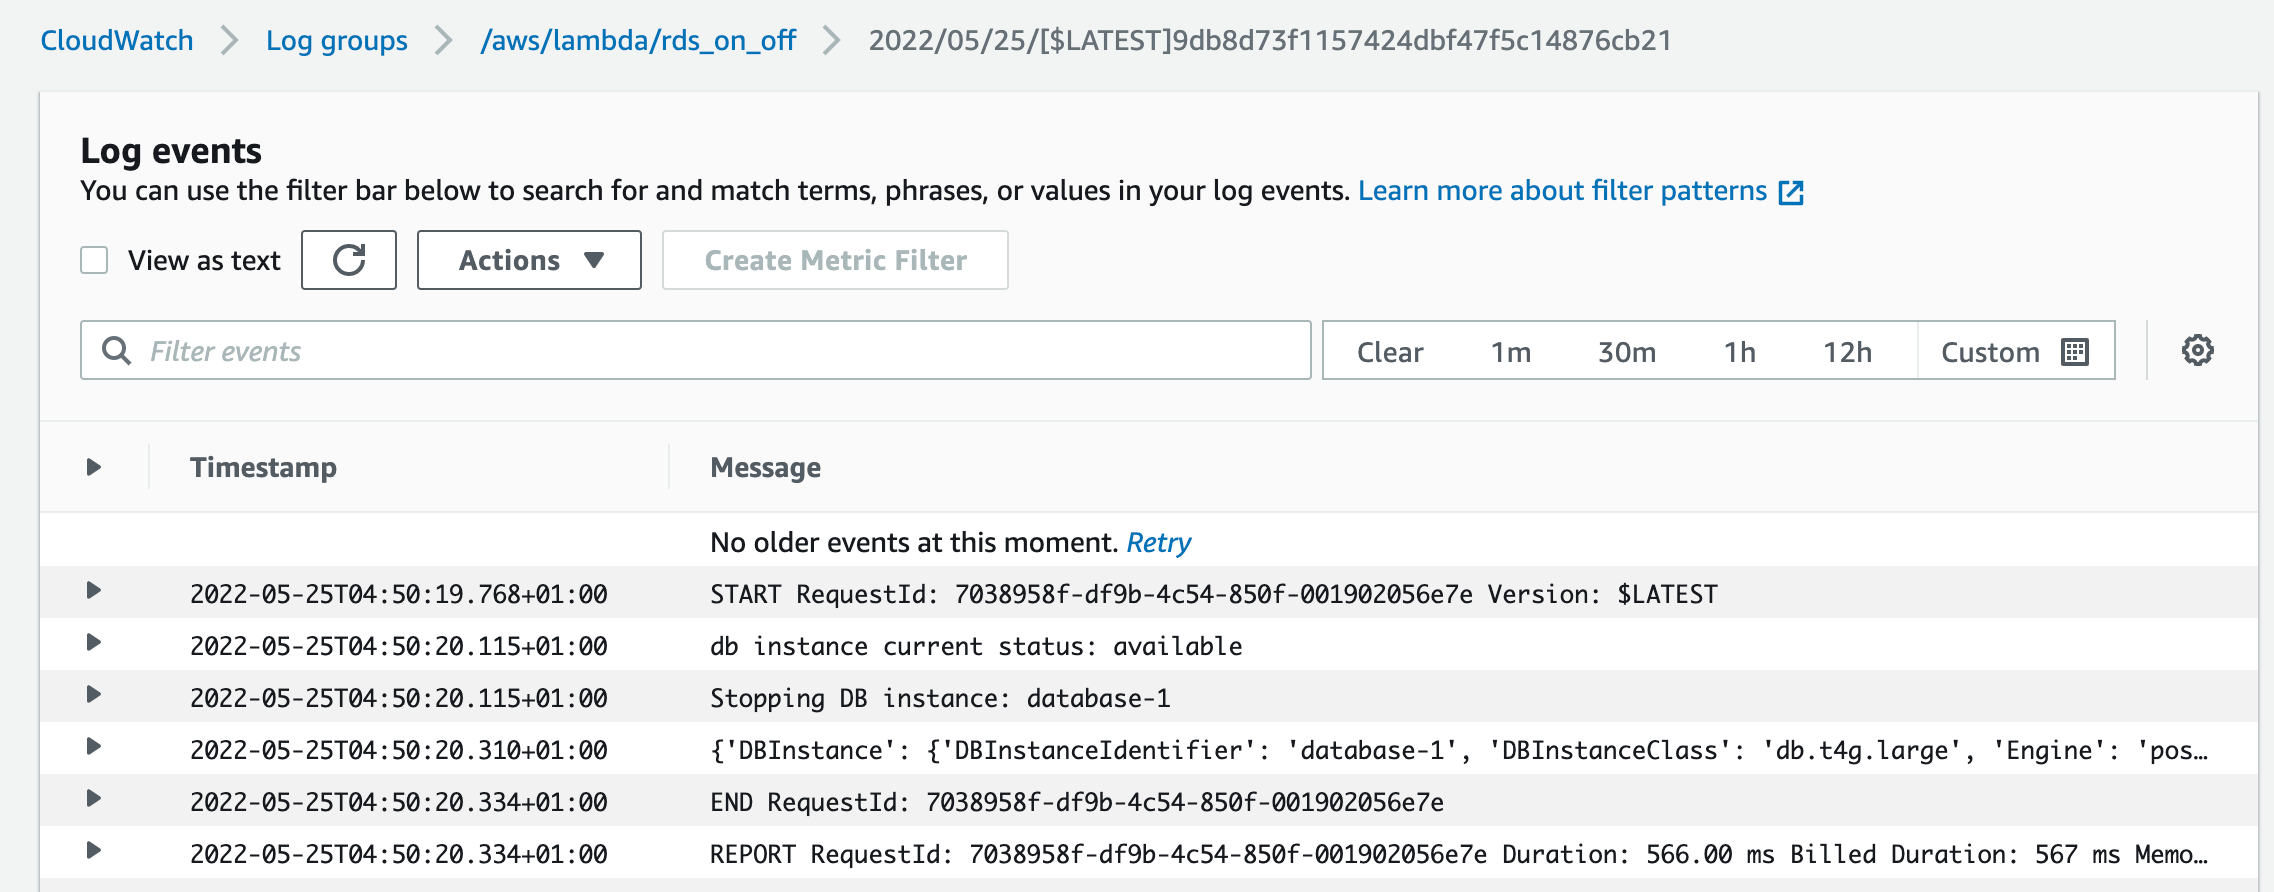 CloudWatch > Log groups > /aws/lambda/rds_on_off > 2022/05/25/[$LATEST]9db8d73f1157424dbf47f5c14876cb21
Log events
You can use the filter bar below to search for and match terms, phrases, or values in your log events. Learn more about filter patterns
View as text Actions Create Metric Filter
Filter events Clear 1m 30m 1h 12h Custom
Timestamp Message
No older events at this moment. Retry
2022-05-25T04:50:19.768+01:00 START RequestId: 7038958f-df9b-4c54-850f-001902056e7e Version: $LATEST
2022-05-25T04:50:20.115+01:00 db instance current status: available
2022-05-25T04:50:20.115+01:00 Stopping DB instance: database-1
2022-05-25T04:50:20.310+01:00 {'DBInstance': {'DBInstanceIdentifier': 'database-1', 'DBInstanceClass': 'db.t4g.large', 'Engine': 'pos…
2022-05-25T04:50:20.334+01:00 END RequestId: 7038958f-df9b-4c54-850f-001902056e7e
2022-05-25T04:50:20.334+01:00 REPORT RequestId: 7038958f-df9b-4c54-850f-001902056e7e Duration: 566.00 ms Billed Duration: 567 ms Memo…